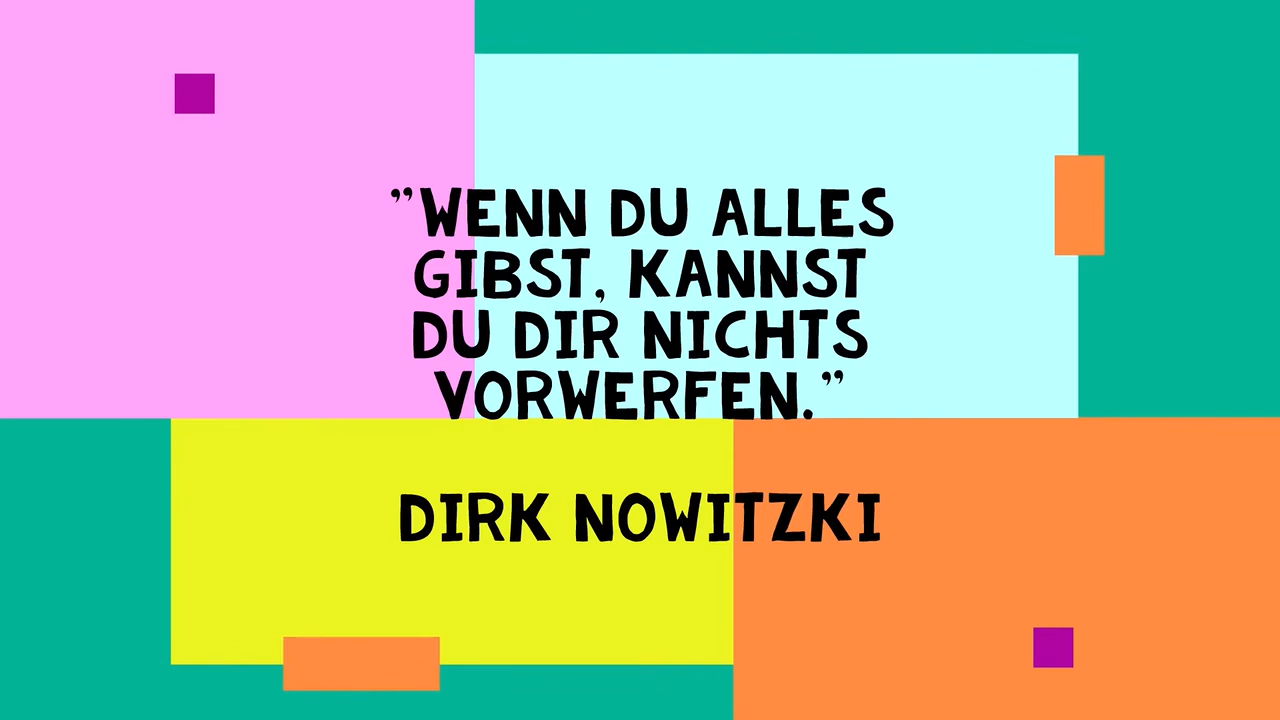 ”WENN DU ALLES
GIBST, KANNST
DU DIR NICHTS
VORWERFEN.”
DIRK NOWITZKI